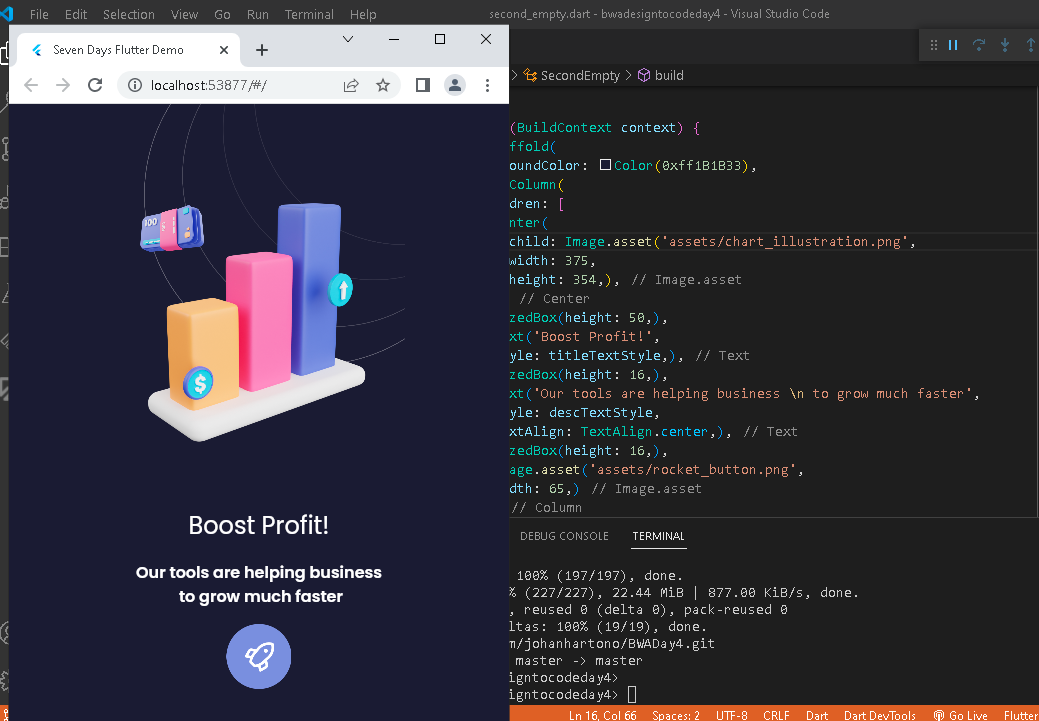 File Edit Selection View Go Run Terminal Help
second_empty.dart - bwadesigntocodeday4 - Visual Studio Code
Seven Days Flutter Demo
localhost:53877/#/
SecondEmpty > build
(BuildContext context) {
ffold(
oundColor: Color(0xff1B1B33),
Column(
dren: [
nter(
child: Image.asset('assets/chart_illustration.png',
width: 375,
height: 354,), // Image.asset
// Center
zedBox(height: 50,),
xt('Boost Profit!',
yle: titleTextStyle,), // Text
zedBox(height: 16,),
xt('Our tools are helping business \n to grow much faster',
yle: descTextStyle,
xtAlign: TextAlign.center,), // Text
zedBox(height: 16,),
age.asset('assets/rocket_button.png',
dth: 65,) // Image.asset
// Column
100
$
Boost Profit!
Our tools are helping business
to grow much faster
DEBUG CONSOLE TERMINAL
100% (197/197), done.
% (227/227), 22.44 MiB | 877.00 KiB/s, done.
, reused 0 (delta 0), pack-reused 0
ltas: 100% (19/19), done.
m/johanhartono/BWADay4.git
master -> master
igntocodeday4>
igntocodeday4>
Ln 16, Col 66 Spaces: 2 UTF-8 CRLF Dart Dart DevTools Go Live Flutter